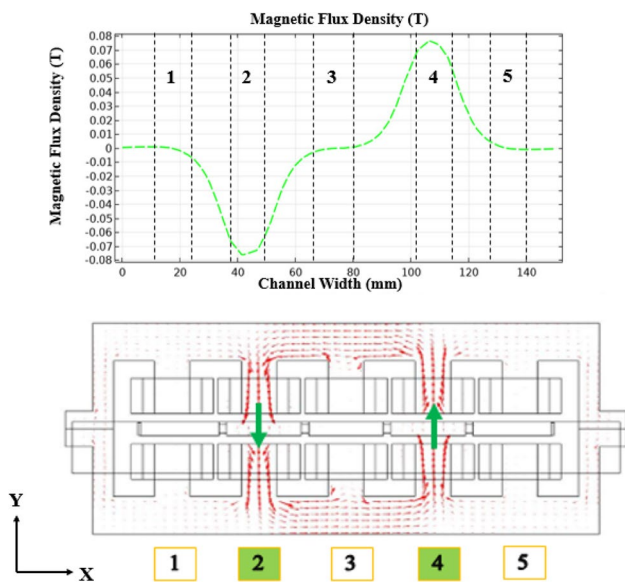 Magnetic Flux Density (T)
Magnetic Flux Density (T)
0.08
0.07
0.06
0.05
0.04
0.03
0.02
0.01
0
-0.01
-0.02
-0.03
-0.04
-0.05
-0.06
-0.07
-0.08
1 2 3 4 5
0 20 40 60 80 100 120 140
Channel Width (mm)
Y
X
1 2 3 4 5